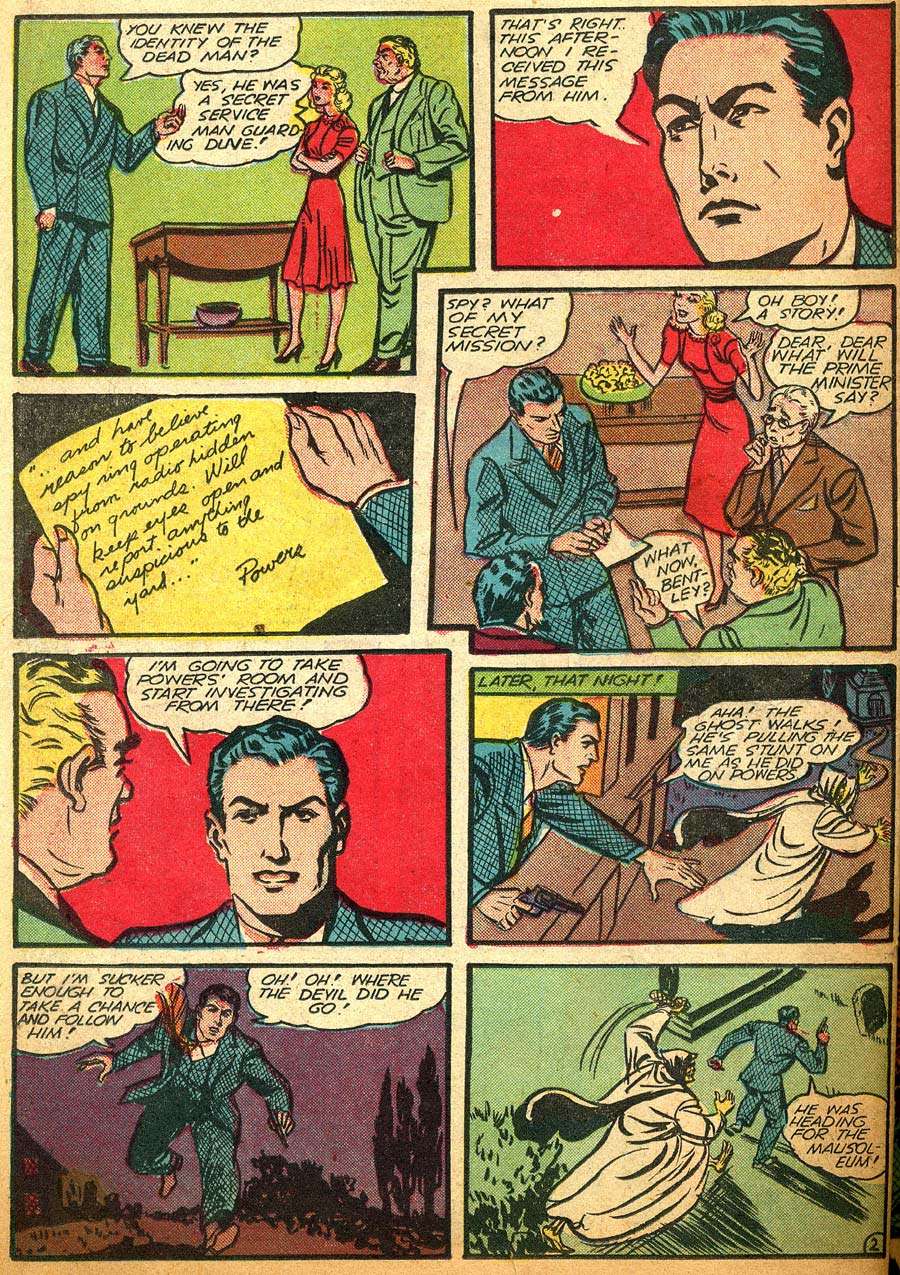 YOU KNEW THE
IDENTITY OF THE
DEAD MAN?
YES, HE WAS
A SECRET
SERVICE
MAN GUARD
ING DUNE!
THAT'S RIGHT..
THIS AFTER-
NOON I RE-
CEIVED THIS
MESSAGE
FROM HIM.
"... and have
reason to believe
spy ring operating
from radio hidden
on grounds. Will
keep eyes open and
report anything
suspicious to the
yard..."
Powers
SPY? WHAT
OF MY
SECRET
MISSION?
OH BOY!
A STORY!
DEAR, DEAR
WHAT WILL
THE PRIME
MINISTER
SAY?
WHAT
NOW,
BENT-
LEY?
I'M GOING TO TAKE
POWERS' ROOM AND
START INVESTIGATING
FROM THERE!
LATER, THAT NIGHT!
AHA! THE
GHOST WALKS!
HE'S PULLING THE
SAME STUNT ON
ME AS HE DID
ON POWERS
BUT I'M SUCKER
ENOUGH TO
TAKE A CHANCE
AND FOLLOW
HIM!
OH! OH! WHERE
THE DEVIL DID HE
GO!
HE WAS
HEADING
FOR THE
MAUSOL-
EUM!
2